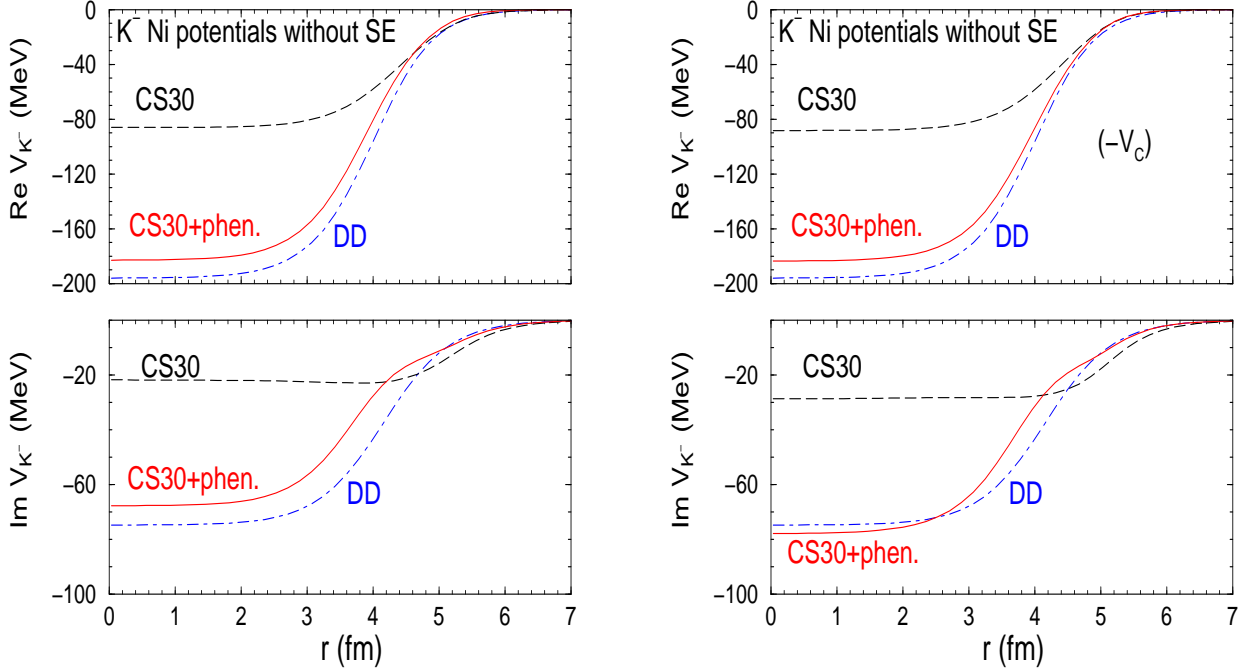 K⁻ Ni potentials without SE
CS30
CS30+phen.
DD
Re V_K⁻ (MeV)
0
−40
−80
−120
−160
−200
K⁻ Ni potentials without SE
CS30
(−V_C)
CS30+phen.
DD
Re V_K⁻ (MeV)
0
−40
−80
−120
−160
−200
CS30
CS30+phen.
DD
Im V_K⁻ (MeV)
−20
−60
−100
0 1 2 3 4 5 6 7
r (fm)
CS30
DD
CS30+phen.
Im V_K⁻ (MeV)
−20
−60
−100
0 1 2 3 4 5 6 7
r (fm)